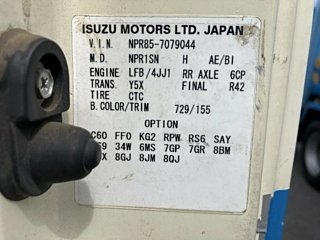 ISUZU MOTORS LTD. JAPAN
V.I.N. NPR85-7079044
M.D. NPR1SN H AE/BI
ENGINE LFB/4JJ1 RR AXLE 6CP
TRANS. Y5X FINAL R42
TIRE CTC
B.COLOR/TRIM 729/155
OPTION
C60 FFO KG2 RPW RS6 SAY
34W 6MS 7GP 7GR 8BM
8GJ 8JM 8QJ